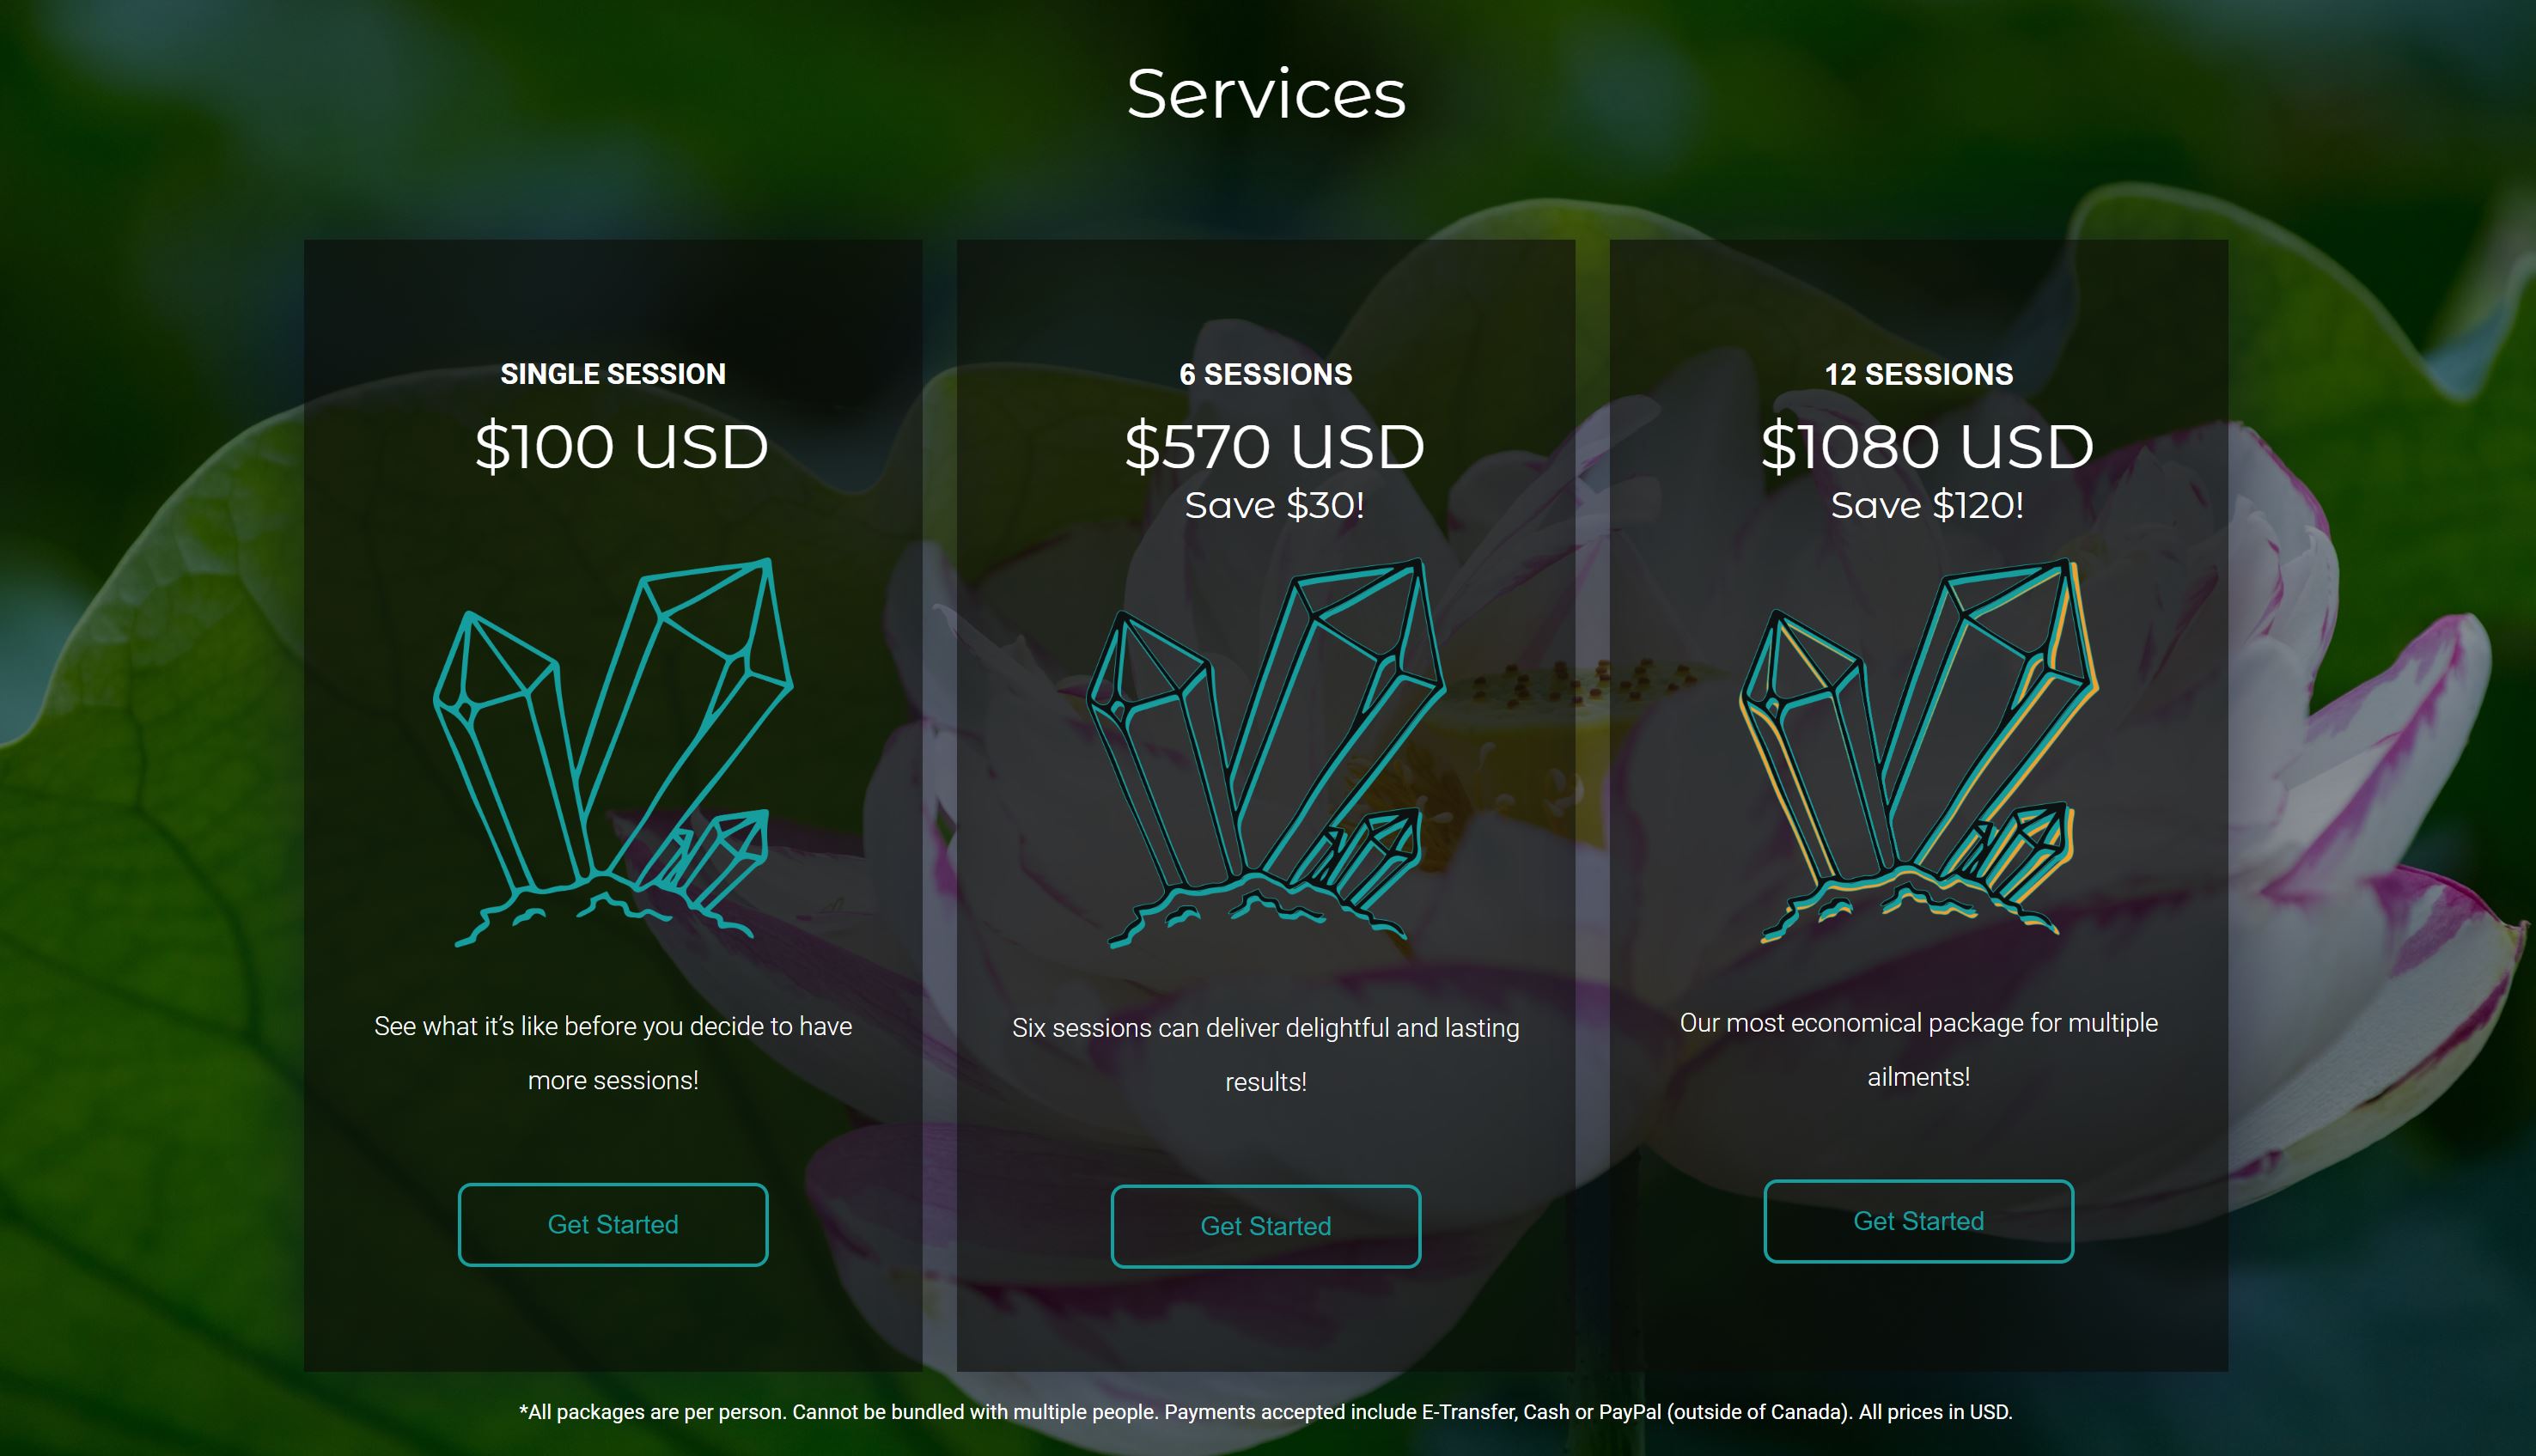 Services
SINGLE SESSION
$100 USD
See what it’s like before you decide to have
more sessions!
Get Started
6 SESSIONS
$570 USD
Save $30!
Six sessions can deliver delightful and lasting
results!
Get Started
12 SESSIONS
$1080 USD
Save $120!
Our most economical package for multiple
ailments!
Get Started
*All packages are per person. Cannot be bundled with multiple people. Payments accepted include E-Transfer, Cash or PayPal (outside of Canada). All prices in USD.